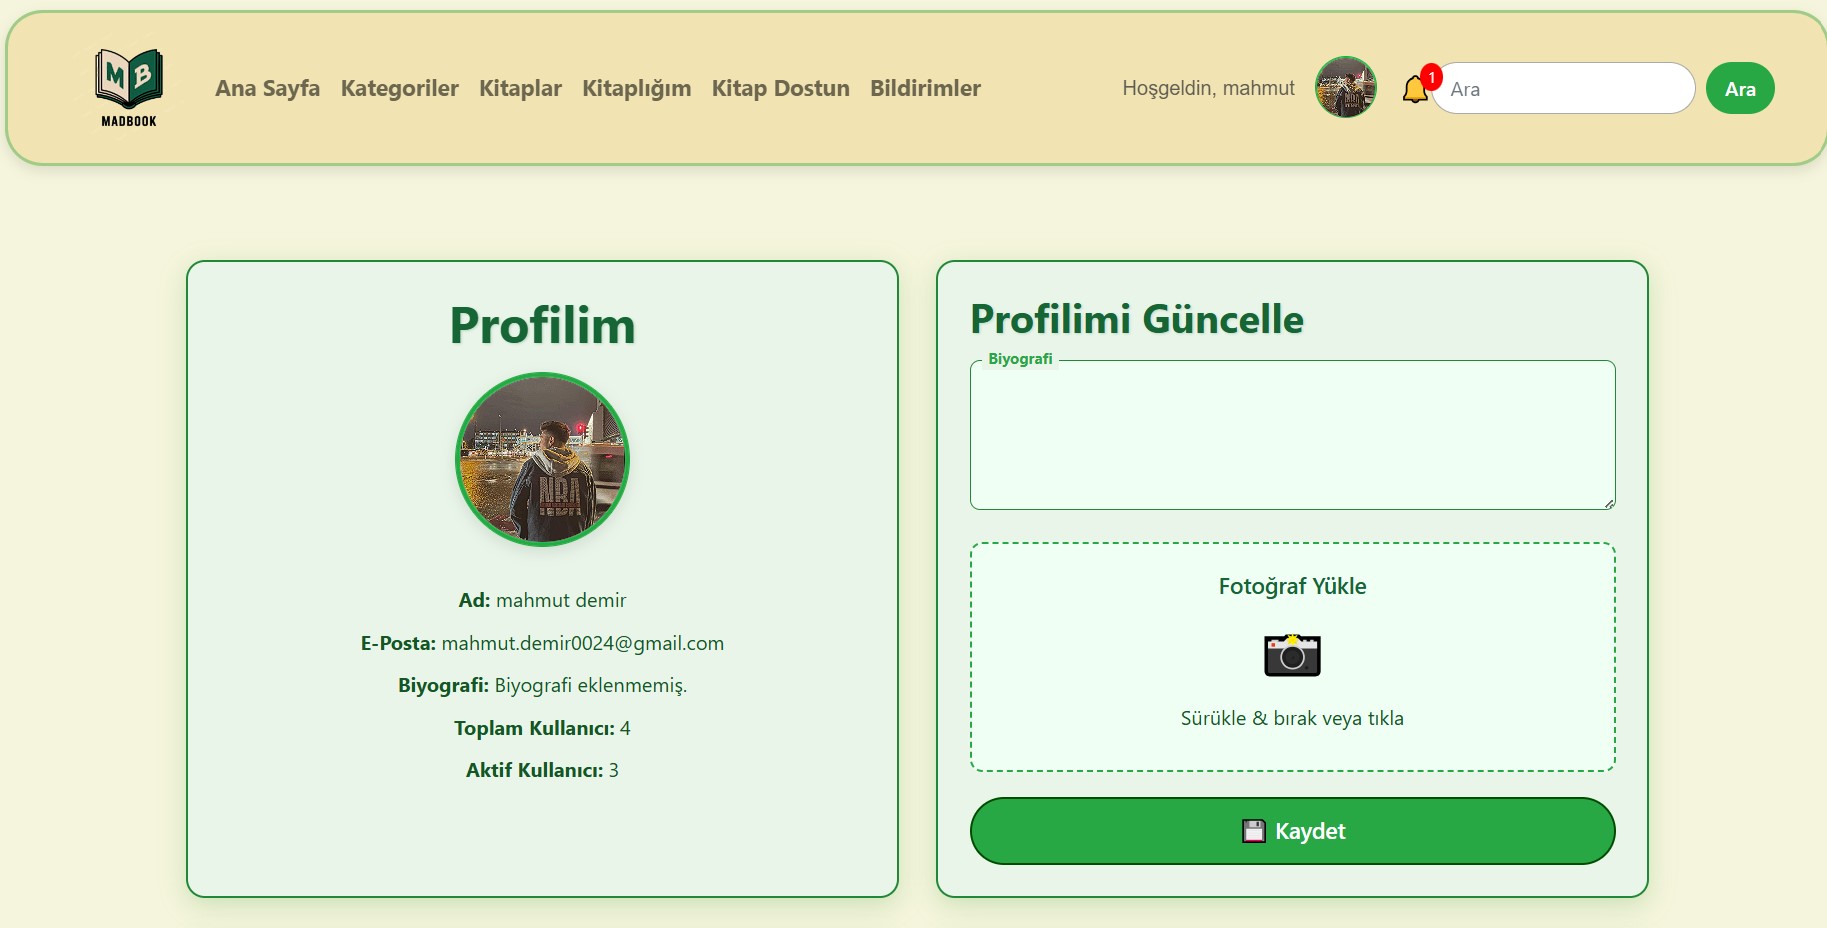 M B
MADBOOK
Ana Sayfa Kategoriler Kitaplar Kitaplığım Kitap Dostun Bildirimler
Hoşgeldin, mahmut
1
Ara
Ara
Profilim
Ad: mahmut demir
E-Posta: mahmut.demir0024@gmail.com
Biyografi: Biyografi eklenmemiş.
Toplam Kullanıcı: 4
Aktif Kullanıcı: 3
Profilimi Güncelle
Biyografi
Fotoğraf Yükle
Sürükle & bırak veya tıkla
Kaydet